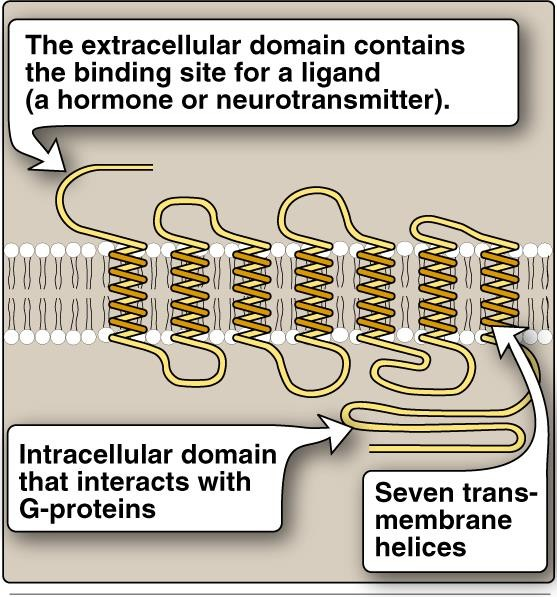 The extracellular domain contains
the binding site for a ligand
(a hormone or neurotransmitter).
Intracellular domain
that interacts with
G-proteins
Seven trans-
membrane
helices